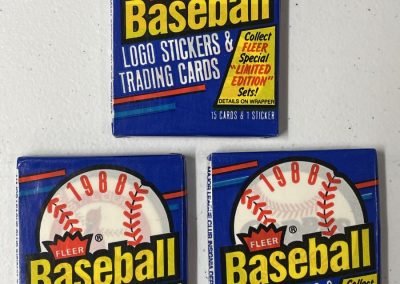 Baseball
LOGO STICKERS &
TRADING CARDS
Collect
FLEER
Special
"LIMITED
EDITION"
Sets!
DETAILS ON WRAPPER
15 CARDS & 1 STICKER
1988
FLEER ®
Baseball
1988
FLEER ®
Baseball
Collect